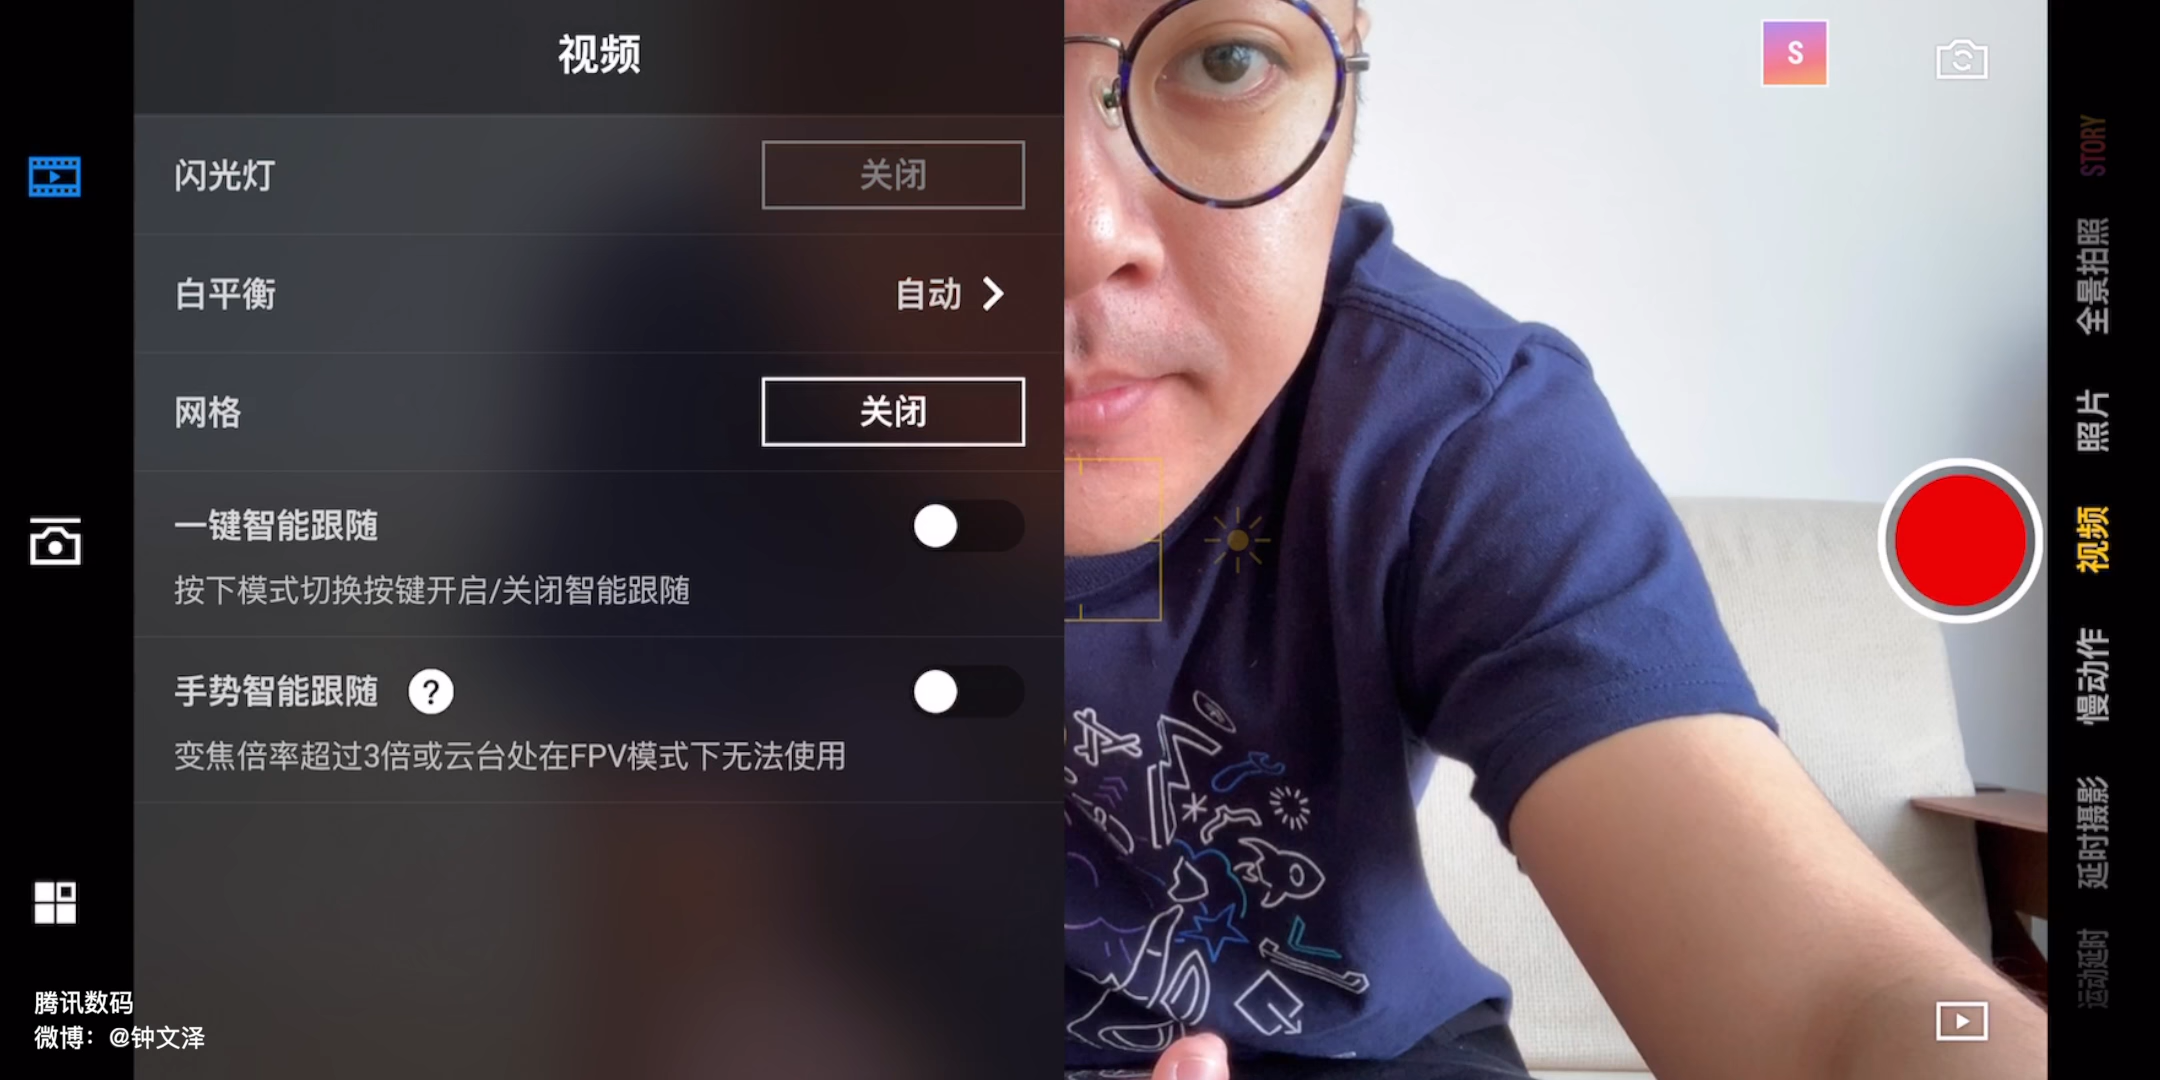 视频
闪光灯 关闭
白平衡 自动
网格 关闭
一键智能跟随
按下模式切换按键开启/关闭智能跟随
手势智能跟随 ?
变焦倍率超过3倍或云台处在FPV模式下无法使用
腾讯数码
微博：@钟文泽
S
STORY
全景拍照
照片
视频
慢动作
延时摄影
运动延时